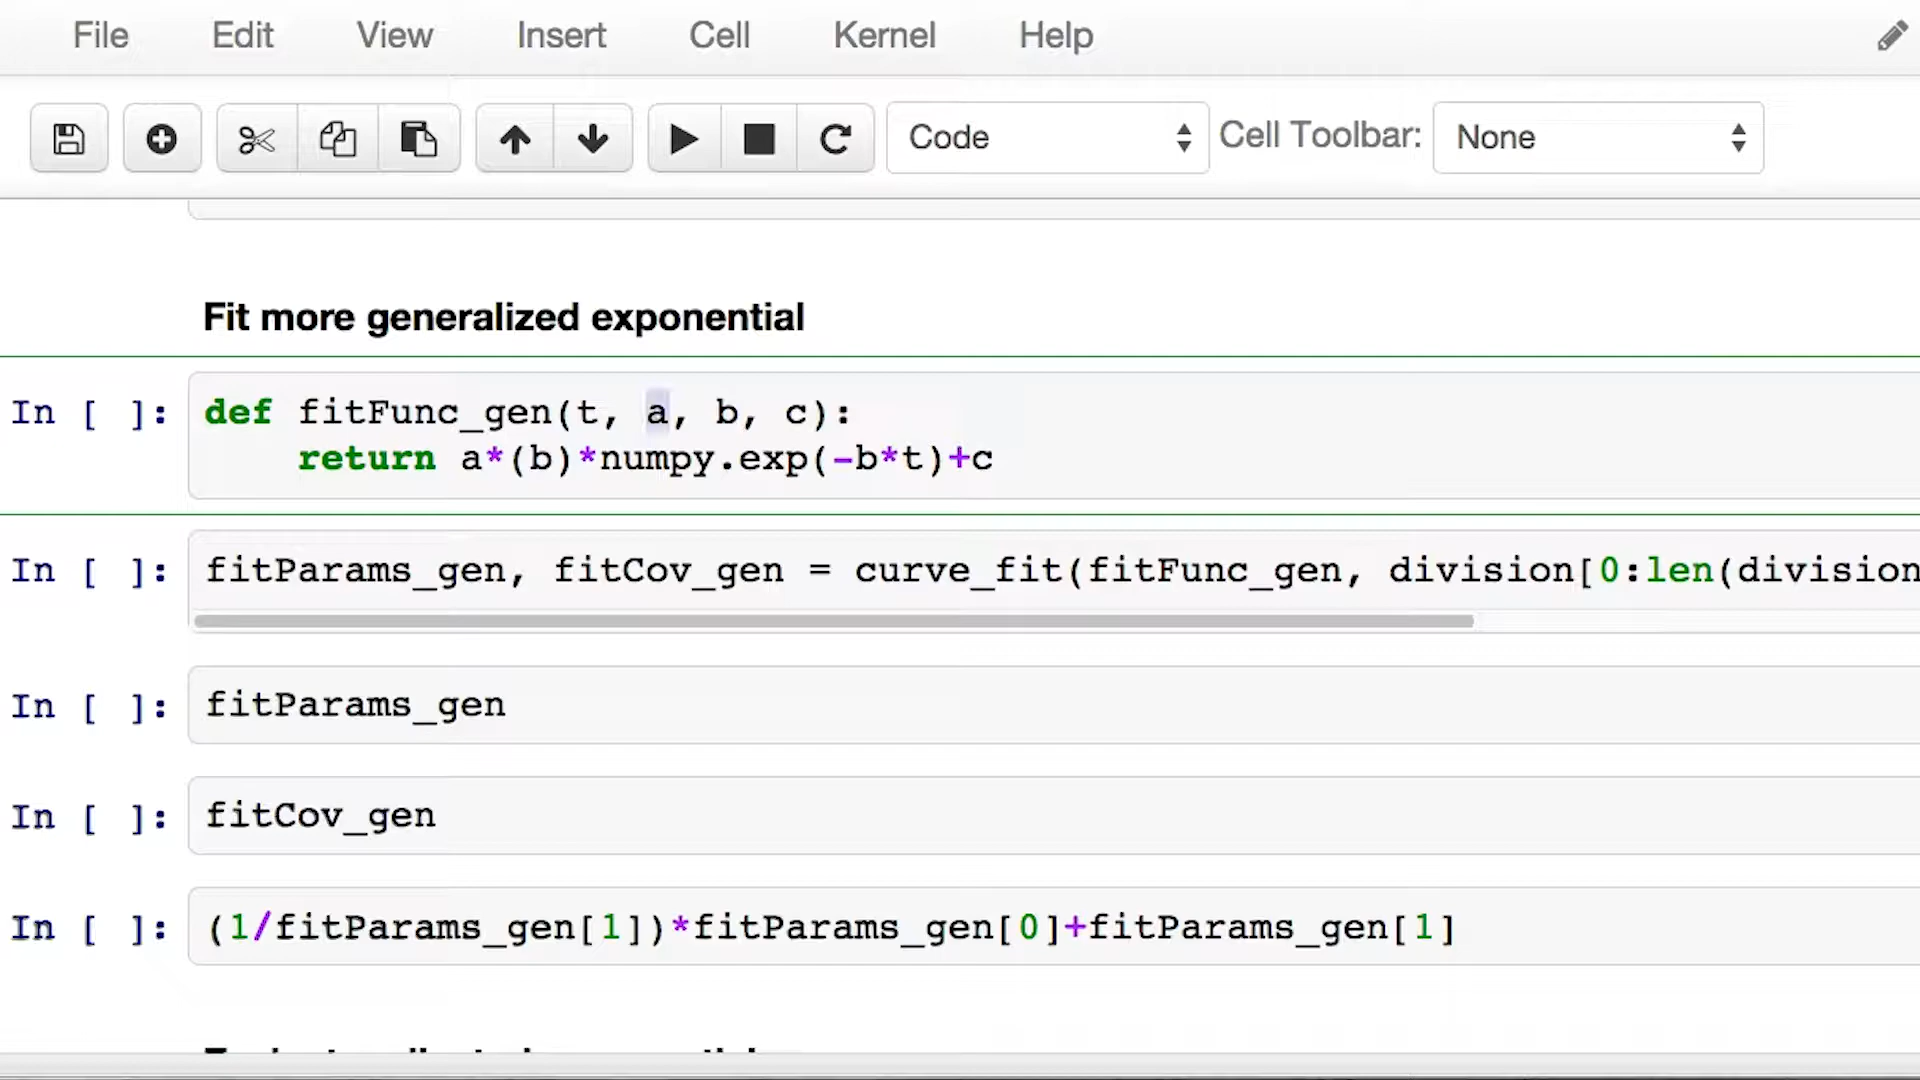 File Edit View Insert Cell Kernel Help
Code Cell Toolbar: None
Fit more generalized exponential
In [ ]: def fitFunc_gen(t, a, b, c):
return a*(b)*numpy.exp(-b*t)+c
In [ ]: fitParams_gen, fitCov_gen = curve_fit(fitFunc_gen, division[0:len(division
In [ ]: fitParams_gen
In [ ]: fitCov_gen
In [ ]: (1/fitParams_gen[1])*fitParams_gen[0]+fitParams_gen[1]